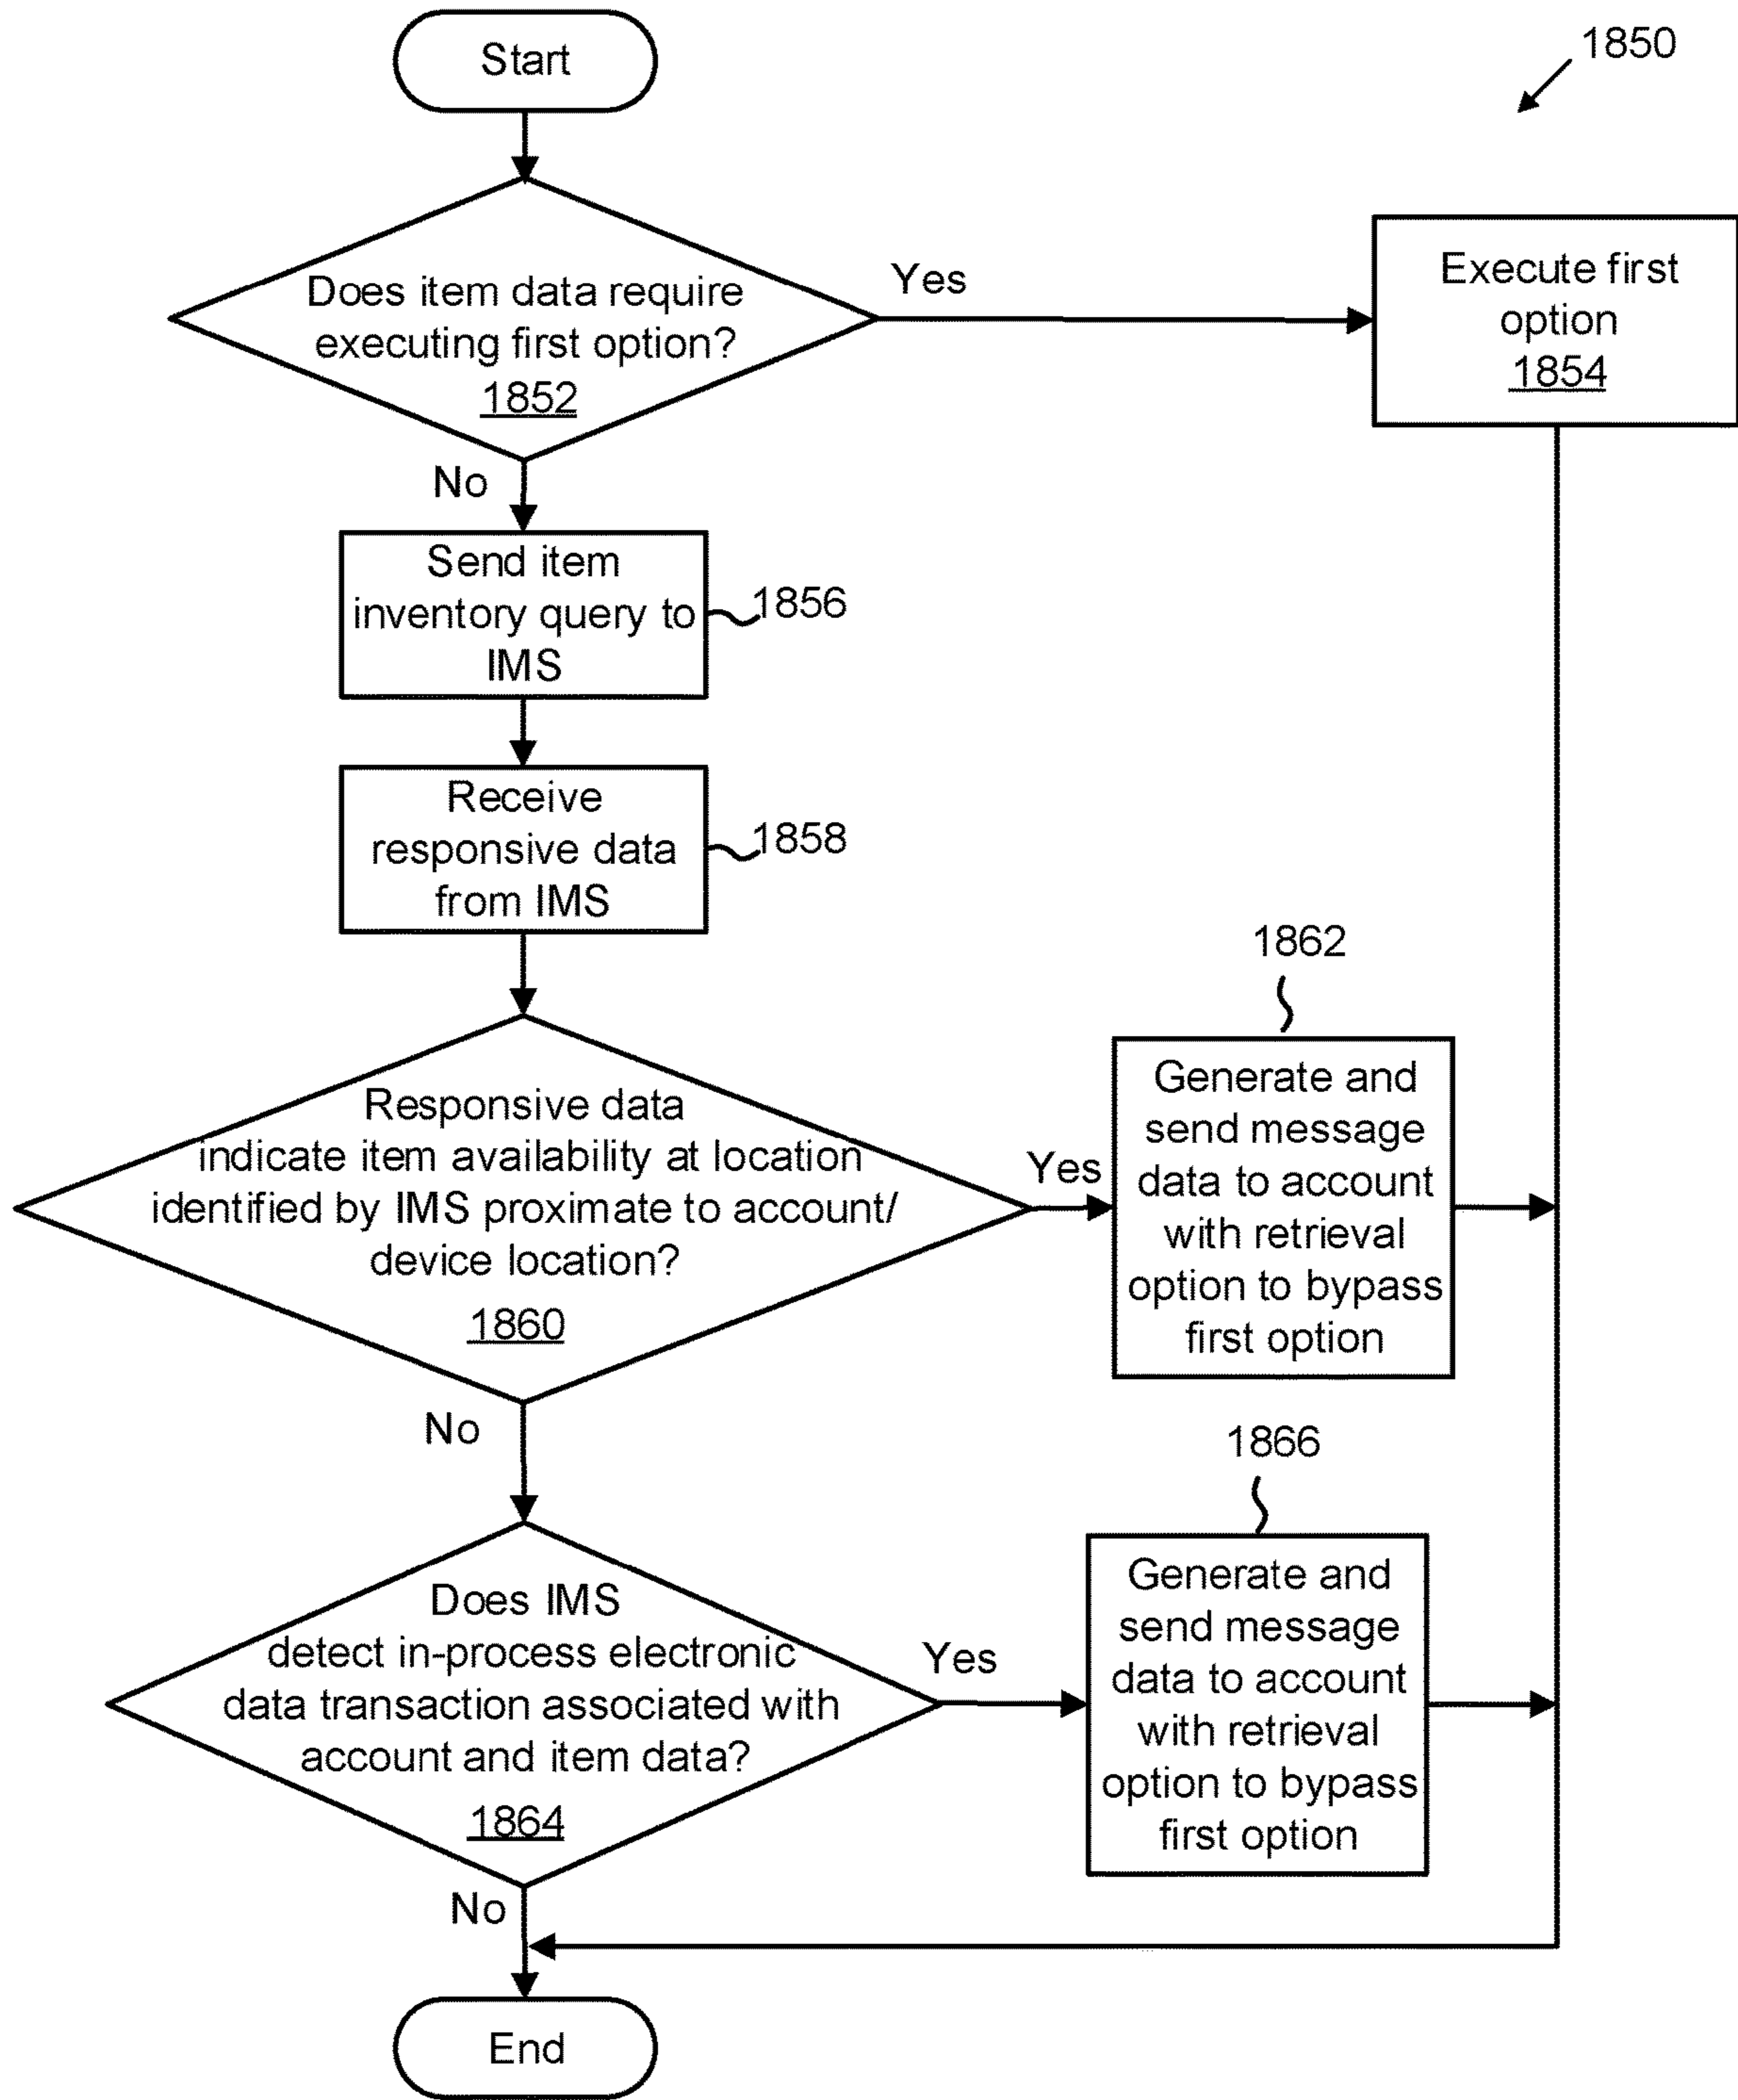 Start
1850
Does item data require
executing first option?
1852
Yes
Execute first
option
1854
No
Send item
inventory query to
IMS
1856
Receive
responsive data
from IMS
1858
Responsive data
indicate item availability at location
identified by IMS proximate to account/
device location?
1860
Yes
1862
Generate and
send message
data to account
with retrieval
option to bypass
first option
No
Does IMS
detect in-process electronic
data transaction associated with
account and item data?
1864
Yes
1866
Generate and
send message
data to account
with retrieval
option to bypass
first option
No
End